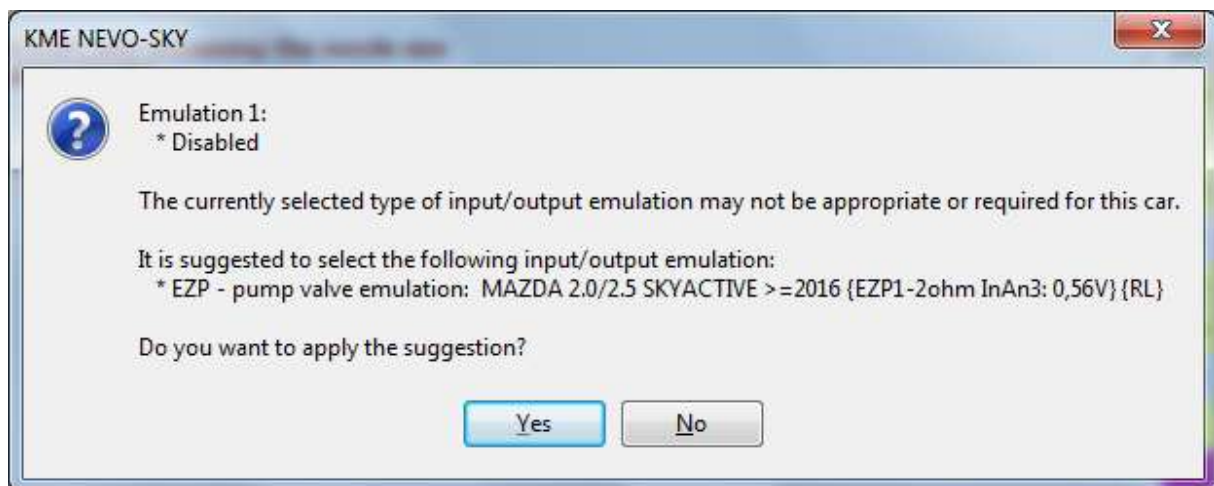 KME NEVO-SKY
Emulation 1:
* Disabled
The currently selected type of input/output emulation may not be appropriate or required for this car.
It is suggested to select the following input/output emulation:
* EZP - pump valve emulation:  MAZDA 2.0/2.5 SKYACTIVE >=2016 {EZP1-2ohm InAn3: 0,56V} {RL}
Do you want to apply the suggestion?
Yes
No